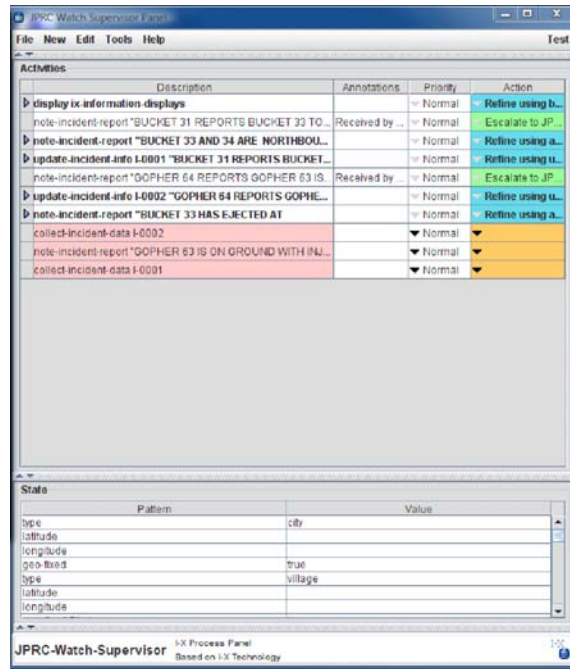 JPRC Watch Supervisor Panel
File New Edit Tools Help Test
Activities
Description Annotations Priority Action
display ix-information-displays Normal Refine using b...
note-incident-report "BUCKET 31 REPORTS BUCKET 33 TO... Received by ... Normal Escalate to JP...
note-incident-report "BUCKET 33 AND 34 ARE NORTHBOU... Normal Refine using a...
update-incident-info I-0001 "BUCKET 31 REPORTS BUCKET... Normal Refine using u...
note-incident-report "GOPHER 64 REPORTS GOPHER 63 IS... Received by ... Normal Escalate to JP...
update-incident-info I-0002 "GOPHER 64 REPORTS GOPHE... Normal Refine using u...
note-incident-report "BUCKET 33 HAS EJECTED AT Normal Refine using a...
collect-incident-data I-0002 Normal
note-incident-report "GOPHER 63 IS ON GROUND WITH INJ... Normal
collect-incident-data I-0001 Normal
State
Pattern Value
type city
latitude
longitude
geo-fixed true
type village
latitude
longitude
JPRC-Watch-Supervisor
I-X Process Panel
Based on I-X Technology
I-X